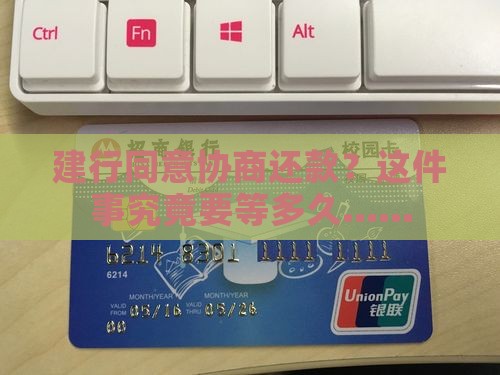 Ctrl Fn Alt
招商银行 校园卡
建行同意协商还款？这件
事究竟要等多久……
6214 8301 1111 1111
6214
MONTH/YEAR MONTH/YEAR
VALID FROM 05/16 VALID THRU 05/26
00
UnionPay
银联